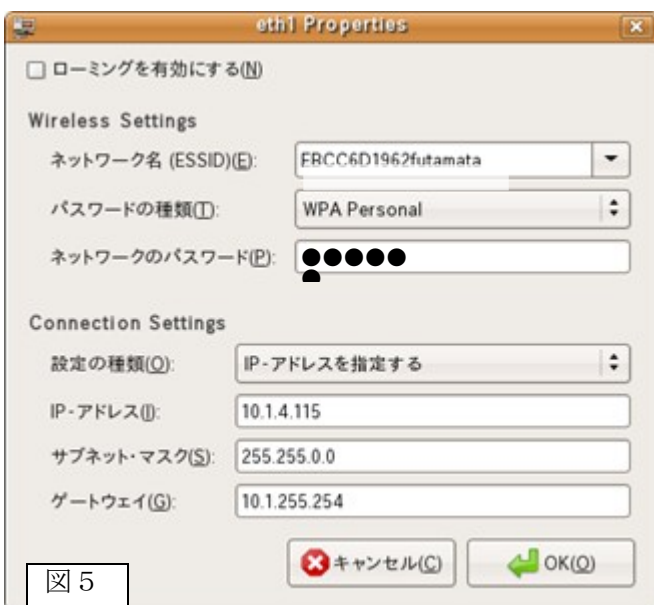 eth1 Properties
ローミングを有効にする(N)
Wireless Settings
ネットワーク名 (ESSID)(E): EBCC6D1962futamata
パスワードの種類(T): WPA Personal
ネットワークのパスワード(P): ●●●●●
●
Connection Settings
設定の種類(O): IP-アドレスを指定する
IP-アドレス(I): 10.1.4.115
サブネット・マスク(S): 255.255.0.0
ゲートウェイ(G): 10.1.255.254
キャンセル(C) OK(O)
図5